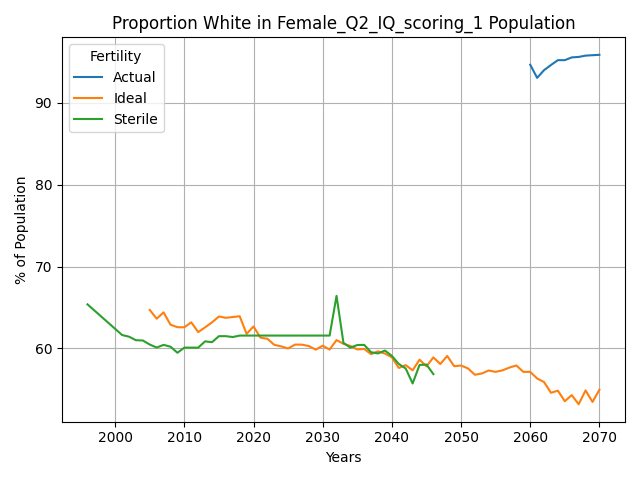 Proportion White in Female_Q2_IQ_scoring_1 Population
Fertility
Actual
Ideal
Sterile
% of Population
90
80
70
60
2000 2010 2020 2030 2040 2050 2060 2070
Years